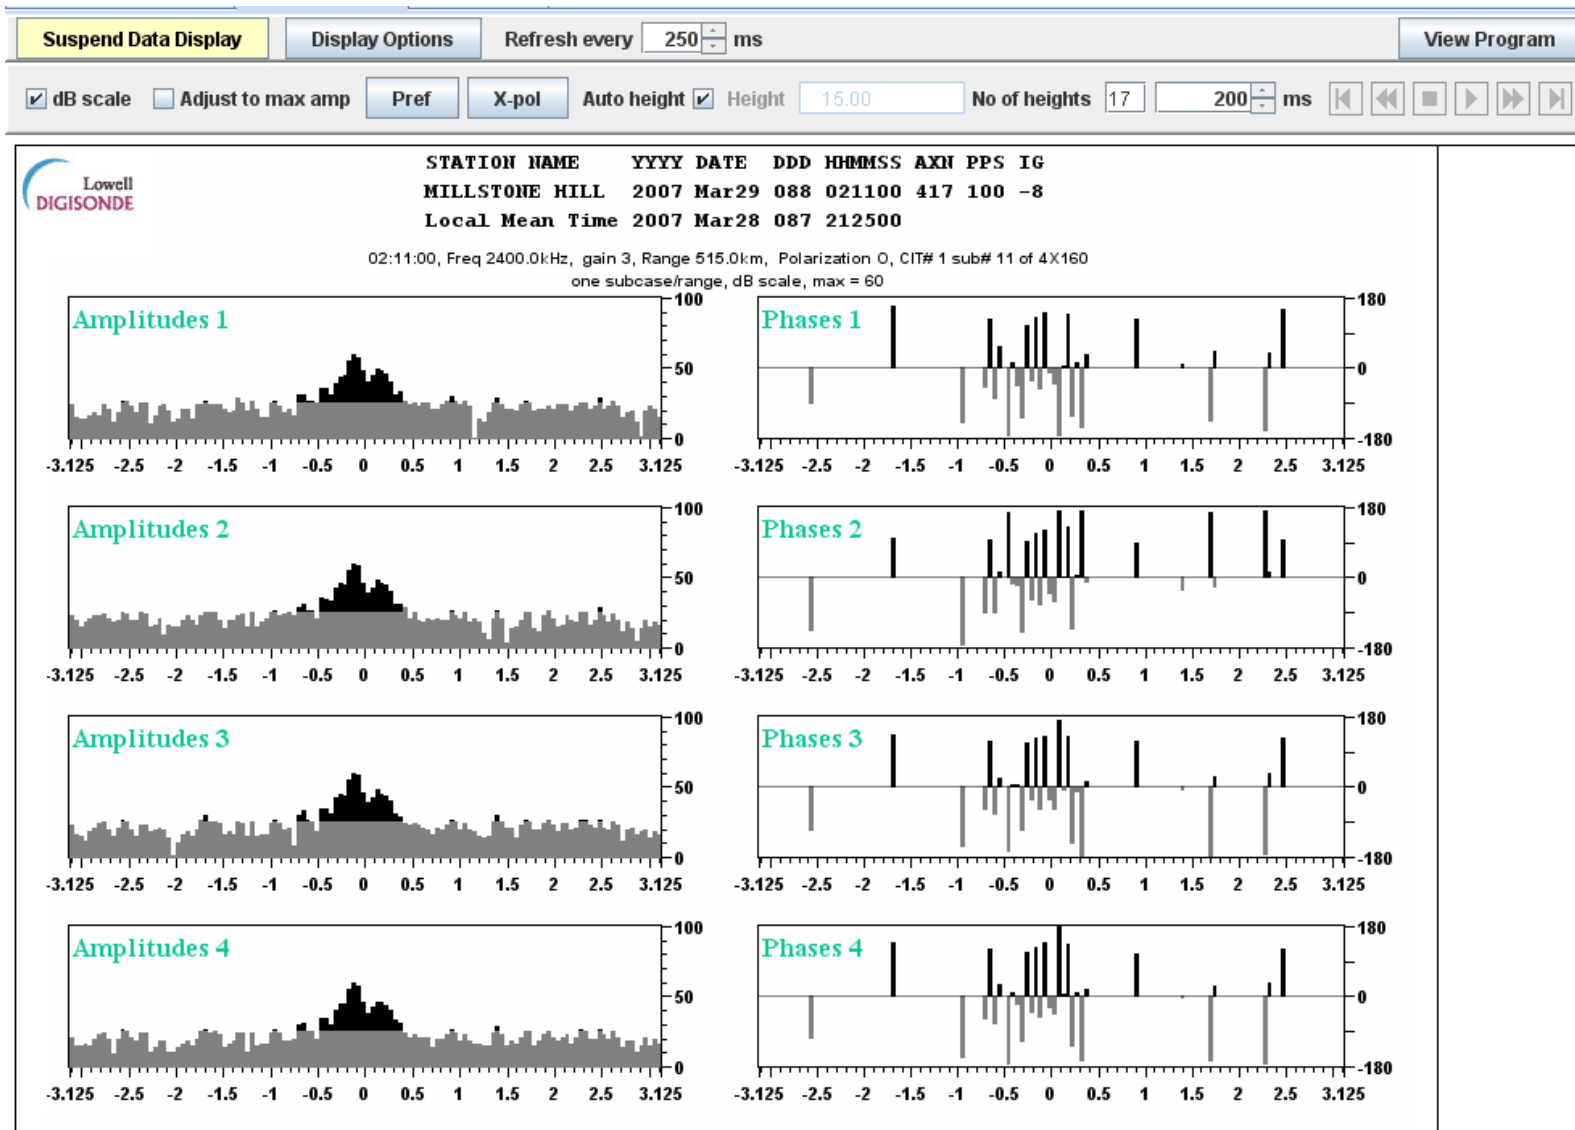 Suspend Data Display Display Options Refresh every 250 ms View Program
dB scale Adjust to max amp Pref X-pol Auto height Height 15.00 No of heights 17 200 ms
Lowell
DIGISONDE
STATION NAME YYYY DATE DDD HHMMSS AXN PPS IG
MILLSTONE HILL 2007 Mar29 088 021100 417 100 -8
Local Mean Time 2007 Mar28 087 212500
02:11:00, Freq 2400.0kHz, gain 3, Range 515.0km, Polarization O, CIT# 1 sub# 11 of 4X160
one subcase/range, dB scale, max = 60
Amplitudes 1 100 50 0
-3.125 -2.5 -2 -1.5 -1 -0.5 0 0.5 1 1.5 2 2.5 3.125
Phases 1 180 0 -180
-3.125 -2.5 -2 -1.5 -1 -0.5 0 0.5 1 1.5 2 2.5 3.125
Amplitudes 2 100 50 0
-3.125 -2.5 -2 -1.5 -1 -0.5 0 0.5 1 1.5 2 2.5 3.125
Phases 2 180 0 -180
-3.125 -2.5 -2 -1.5 -1 -0.5 0 0.5 1 1.5 2 2.5 3.125
Amplitudes 3 100 50 0
-3.125 -2.5 -2 -1.5 -1 -0.5 0 0.5 1 1.5 2 2.5 3.125
Phases 3 180 0 -180
-3.125 -2.5 -2 -1.5 -1 -0.5 0 0.5 1 1.5 2 2.5 3.125
Amplitudes 4 100 50 0
-3.125 -2.5 -2 -1.5 -1 -0.5 0 0.5 1 1.5 2 2.5 3.125
Phases 4 180 0 -180
-3.125 -2.5 -2 -1.5 -1 -0.5 0 0.5 1 1.5 2 2.5 3.125